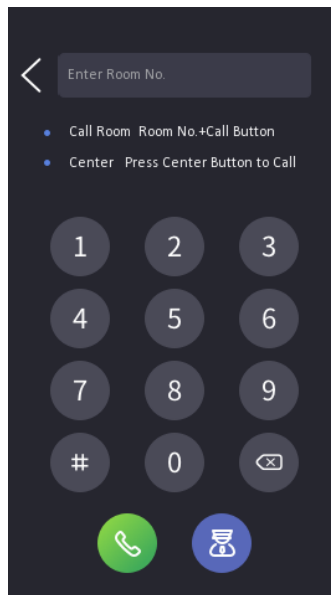 Enter Room No.
Call Room Room No.+Call Button
Center Press Center Button to Call
1 2 3
4 5 6
7 8 9
# 0